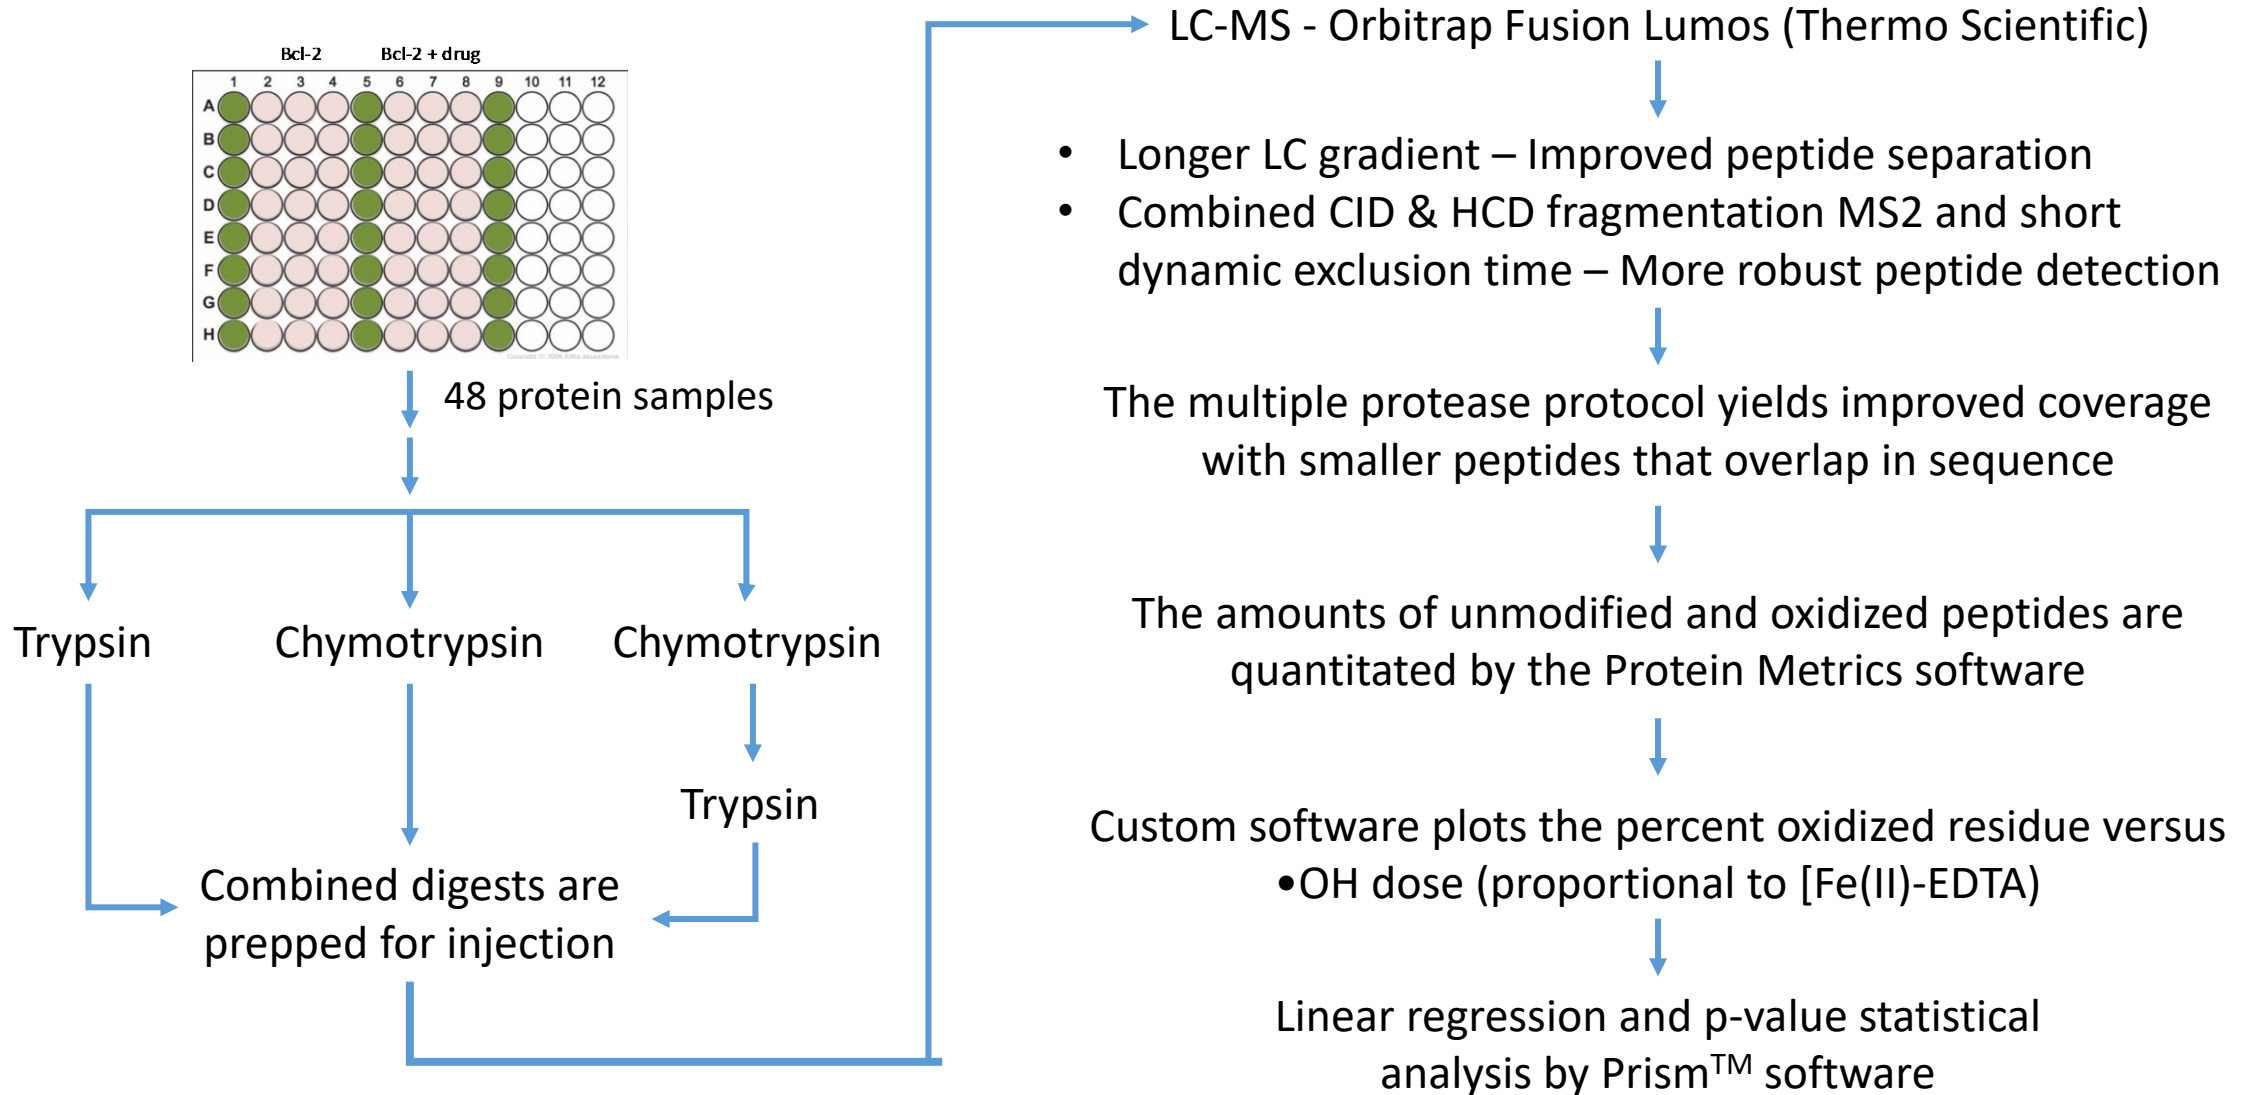 Bcl-2 Bcl-2 + drug
1 2 3 4 5 6 7 8 9 10 11 12
A
B
C
D
E
F
G
H
48 protein samples
Trypsin Chymotrypsin Chymotrypsin
Trypsin
Combined digests are
prepped for injection
LC-MS - Orbitrap Fusion Lumos (Thermo Scientific)
• Longer LC gradient – Improved peptide separation
• Combined CID & HCD fragmentation MS2 and short
dynamic exclusion time – More robust peptide detection
The multiple protease protocol yields improved coverage
with smaller peptides that overlap in sequence
The amounts of unmodified and oxidized peptides are
quantitated by the Protein Metrics software
Custom software plots the percent oxidized residue versus
•OH dose (proportional to [Fe(II)-EDTA)
Linear regression and p-value statistical
analysis by Prism™ software